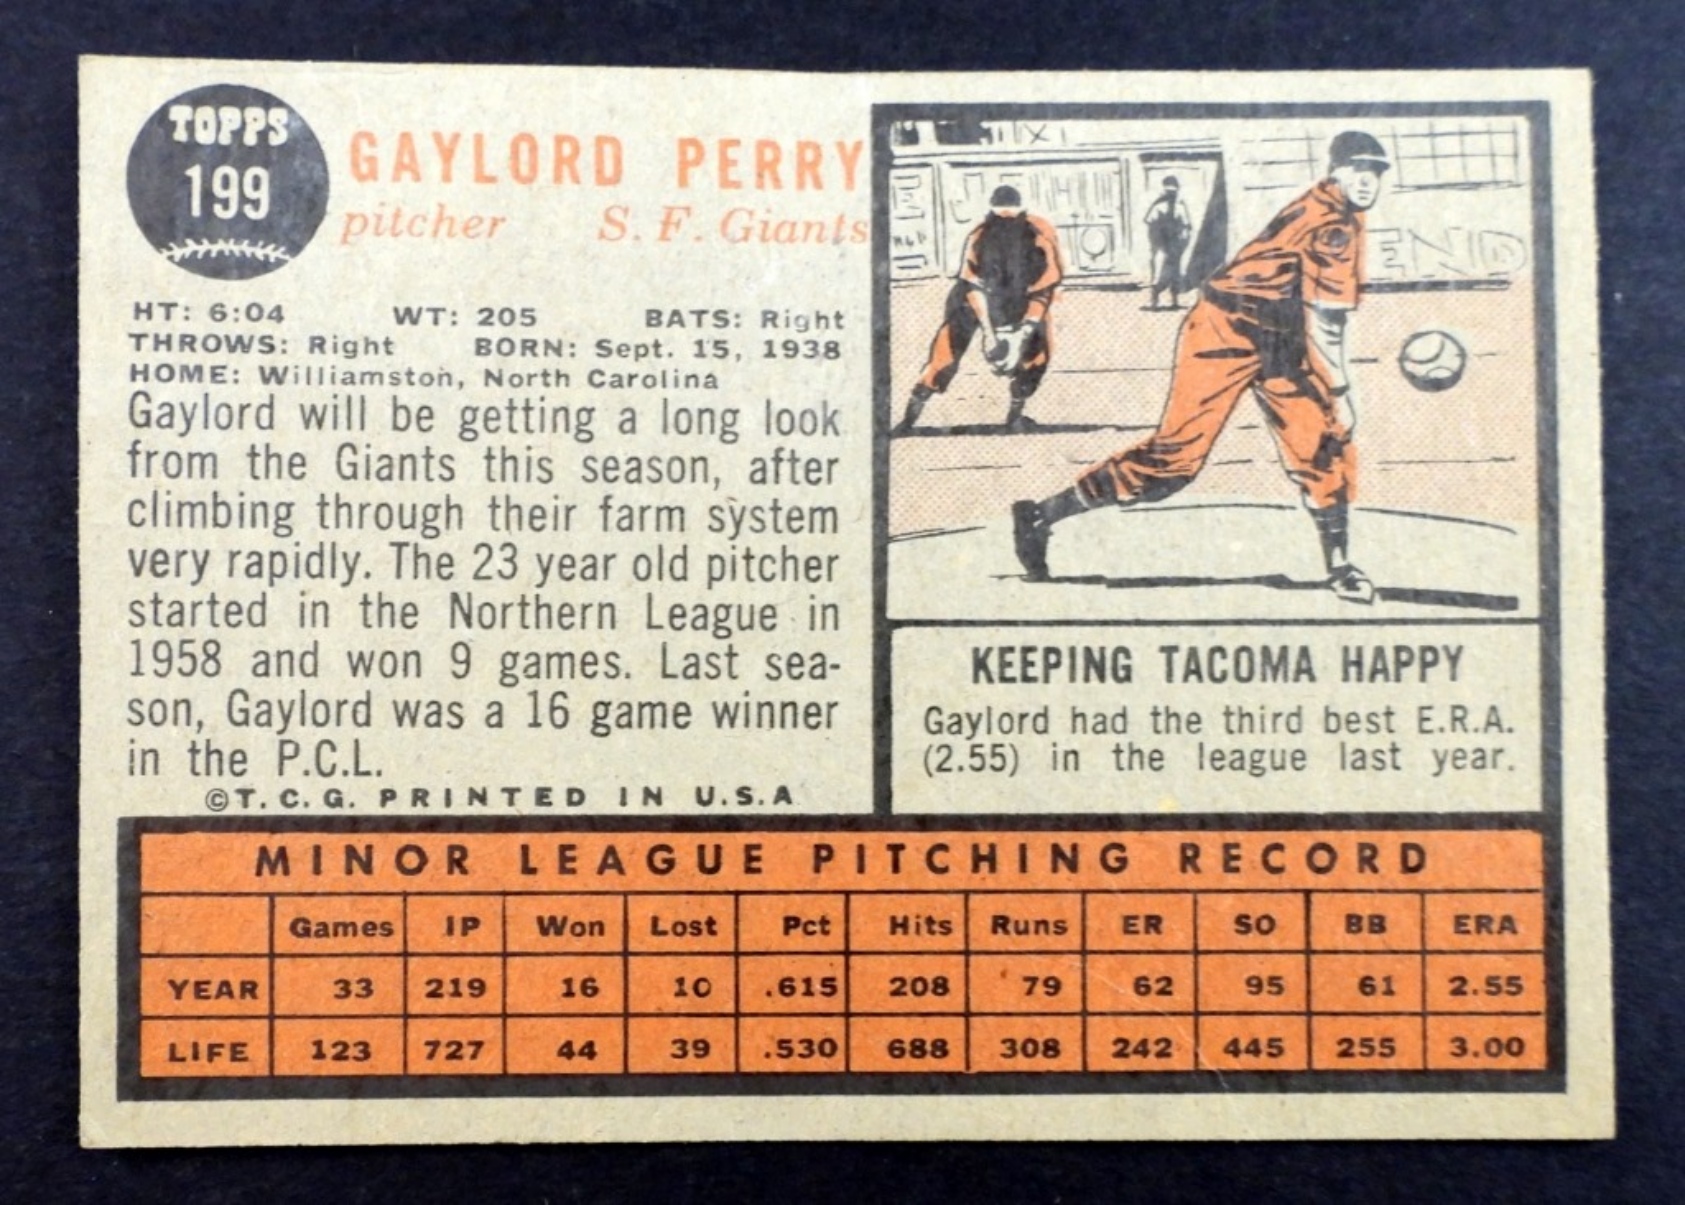 TOPPS
199
GAYLORD PERRY
pitcher S. F. Giants
HT: 6:04 WT: 205 BATS: Right
THROWS: Right BORN: Sept. 15, 1938
HOME: Williamston, North Carolina
Gaylord will be getting a long look
from the Giants this season, after
climbing through their farm system
very rapidly. The 23 year old pitcher
started in the Northern League in
1958 and won 9 games. Last sea-
son, Gaylord was a 16 game winner
in the P.C.L.
©T. C. G. PRINTED IN U.S.A
KEEPING TACOMA HAPPY
Gaylord had the third best E.R.A.
(2.55) in the league last year.
MINOR LEAGUE PITCHING RECORD
Games IP Won Lost Pct Hits Runs ER SO BB ERA
YEAR 33 219 16 10 .615 208 79 62 95 61 2.55
LIFE 123 727 44 39 .530 688 308 242 445 255 3.00